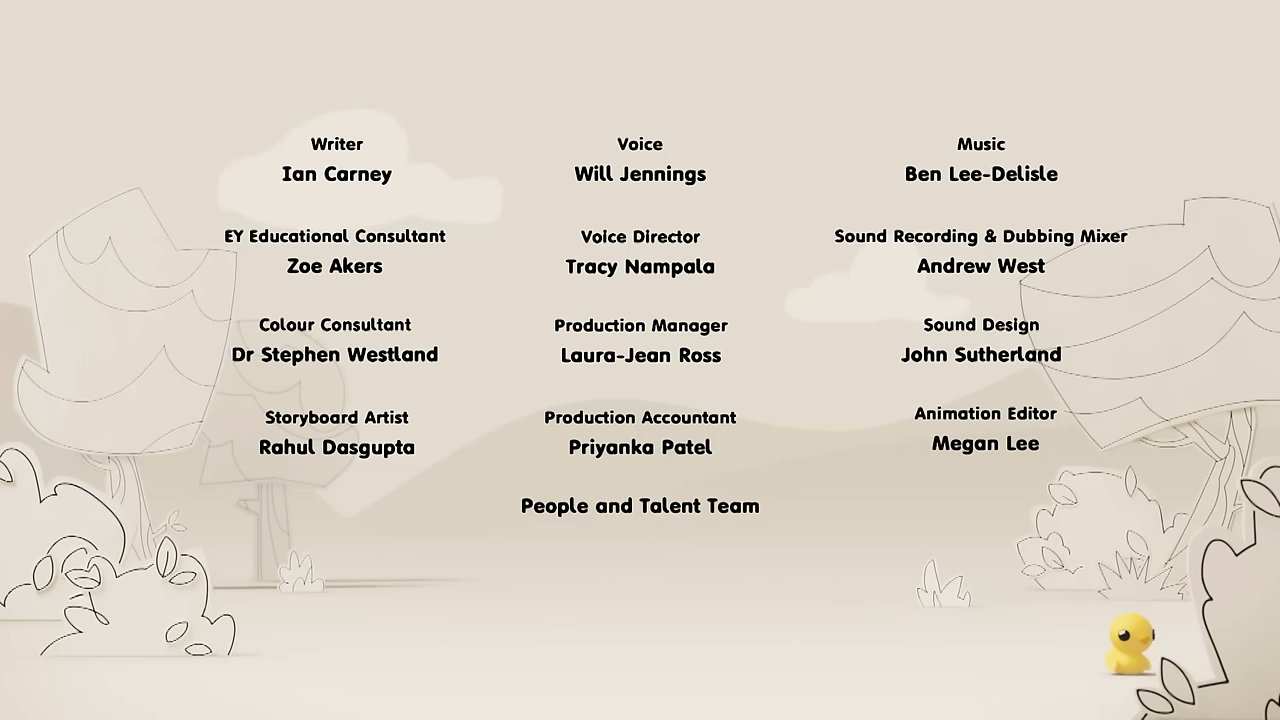 Writer
Ian Carney
EY Educational Consultant
Zoe Akers
Colour Consultant
Dr Stephen Westland
Storyboard Artist
Rahul Dasgupta
Voice
Will Jennings
Voice Director
Tracy Nampala
Production Manager
Laura-Jean Ross
Production Accountant
Priyanka Patel
Music
Ben Lee-Delisle
Sound Recording & Dubbing Mixer
Andrew West
Sound Design
John Sutherland
Animation Editor
Megan Lee
People and Talent Team